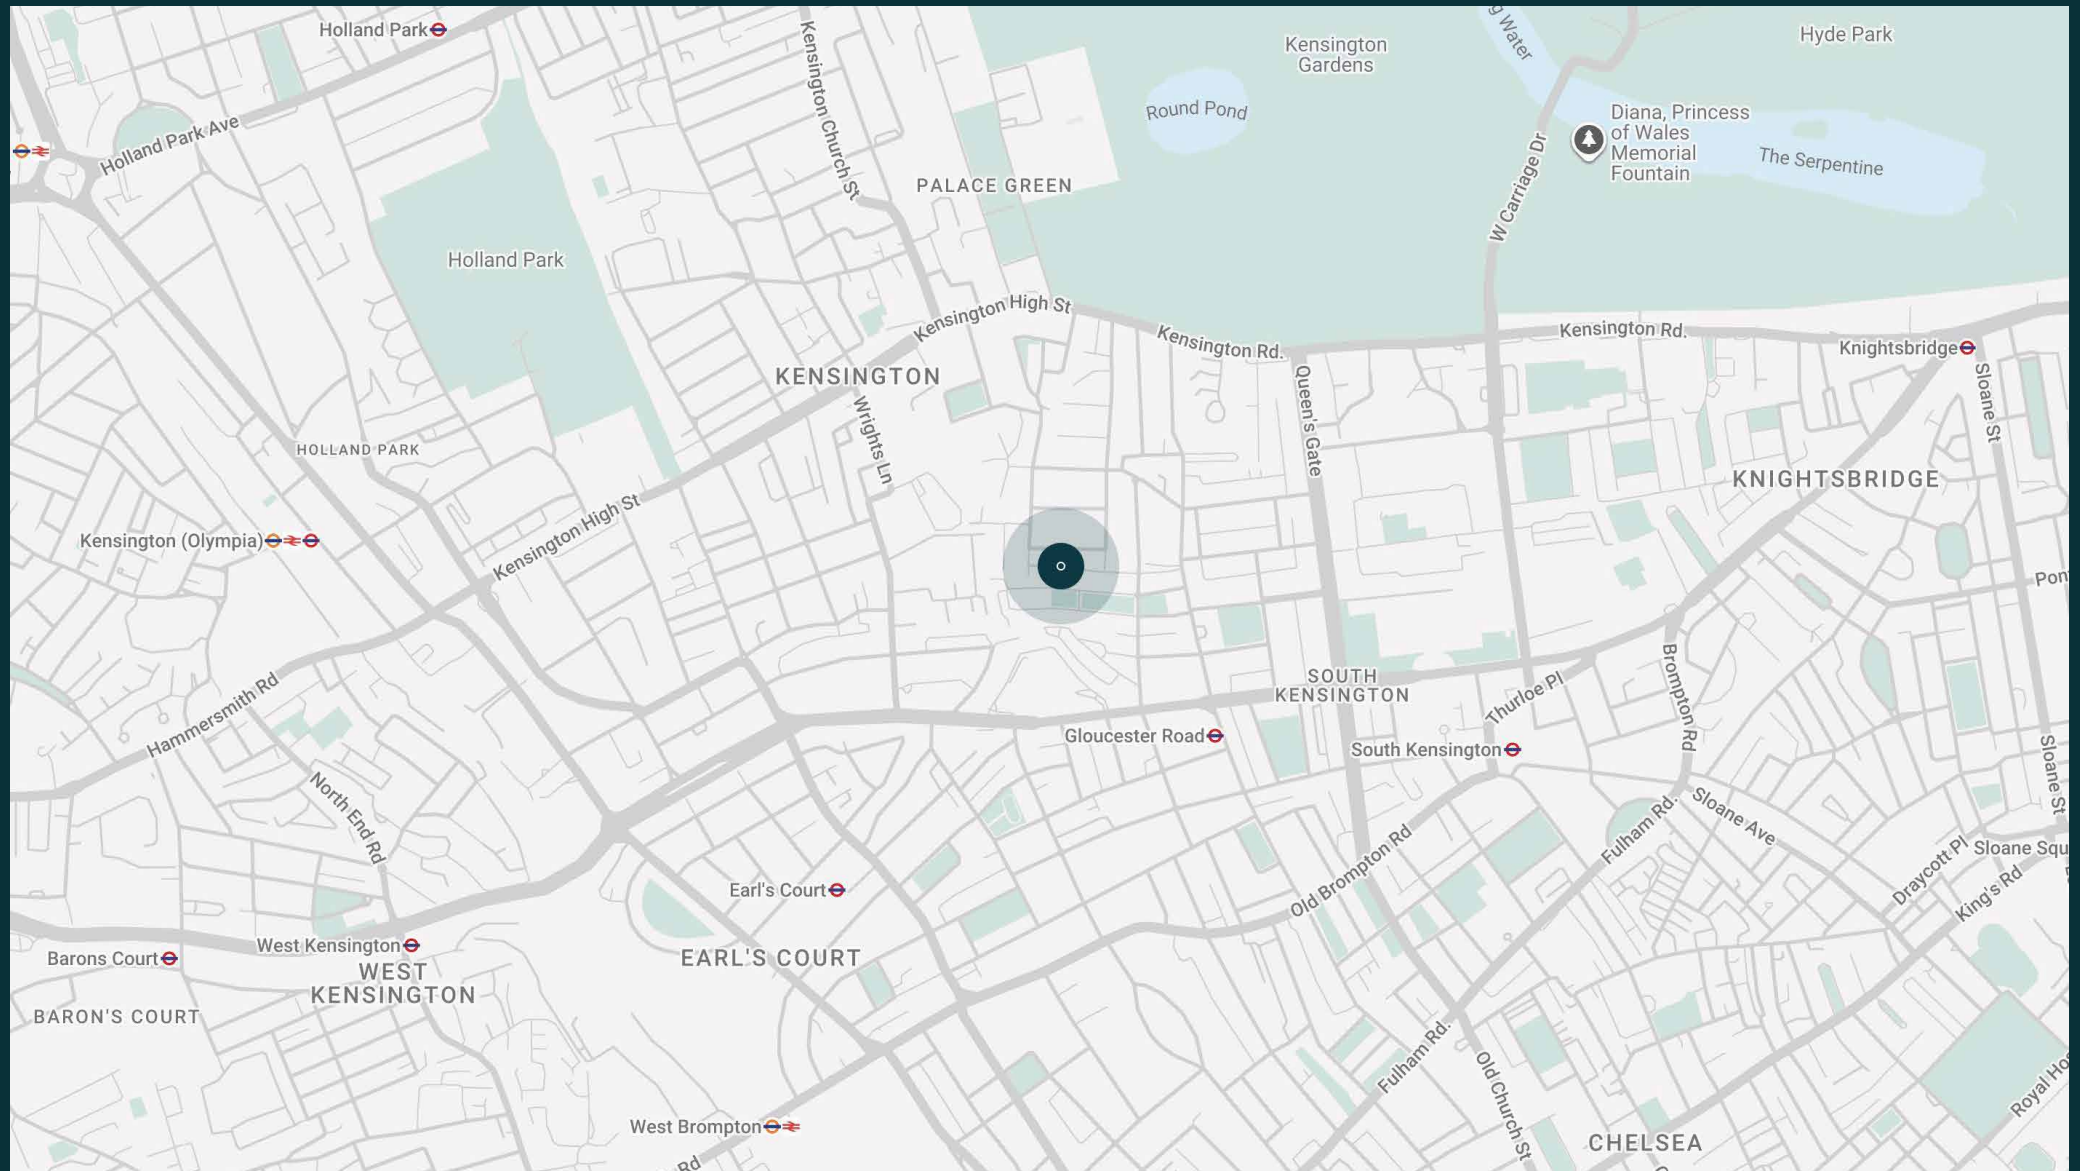 Holland Park
Kensington Church St
Kensington
Gardens
g Water
Hyde Park
Round Pond
Diana, Princess
of Wales
Memorial
Fountain
The Serpentine
Holland Park Ave
W Carriage Dr
PALACE GREEN
Holland Park
Kensington High St
Kensington Rd.
Kensington Rd.
Knightsbridge
KENSINGTON
Sloane St
Wrights Ln
Queen's Gate
HOLLAND PARK
KNIGHTSBRIDGE
Kensington (Olympia)
Kensington High St
Pon
Hammersmith Rd
SOUTH
KENSINGTON
Thurloe Pl
Brompton Rd
Gloucester Road
South Kensington
Sloane St
North End Rd
Sloane Ave
Fulham Rd.
Old Brompton Rd
Draycott Pl
Sloane Squ
King's Rd
Earl's Court
West Kensington
Barons Court
EARL'S COURT
WEST
KENSINGTON
BARON'S COURT
Fulham Rd.
Old Church St
Royal Ho
West Brompton
CHELSEA
Rd